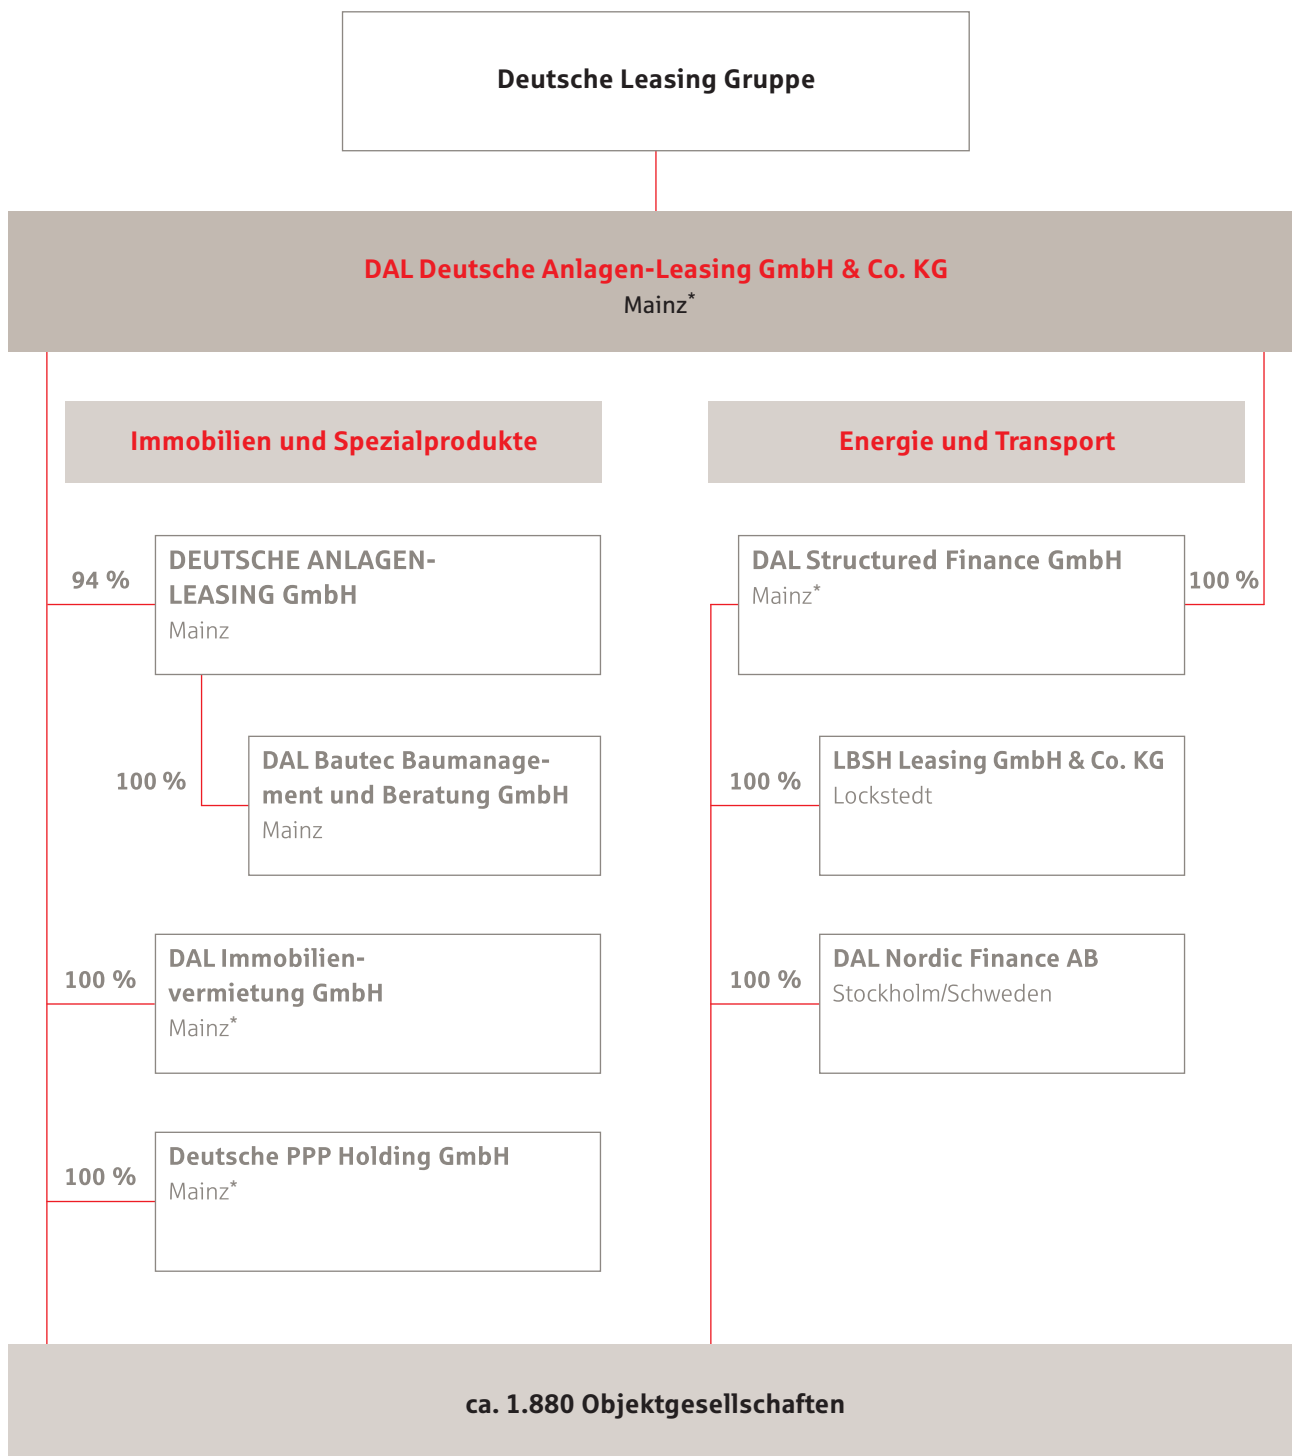 Deutsche Leasing Gruppe
DAL Deutsche Anlagen-Leasing GmbH & Co. KG
Mainz*
Immobilien und Spezialprodukte
94 %
DEUTSCHE ANLAGEN-
LEASING GmbH
Mainz
100 %
DAL Bautec Baumanage-
ment und Beratung GmbH
Mainz
100 %
DAL Immobilien-
vermietung GmbH
Mainz*
100 %
Deutsche PPP Holding GmbH
Mainz*
Energie und Transport
DAL Structured Finance GmbH
Mainz*
100 %
100 %
LBSH Leasing GmbH & Co. KG
Lockstedt
100 %
DAL Nordic Finance AB
Stockholm/Schweden
ca. 1.880 Objektgesellschaften